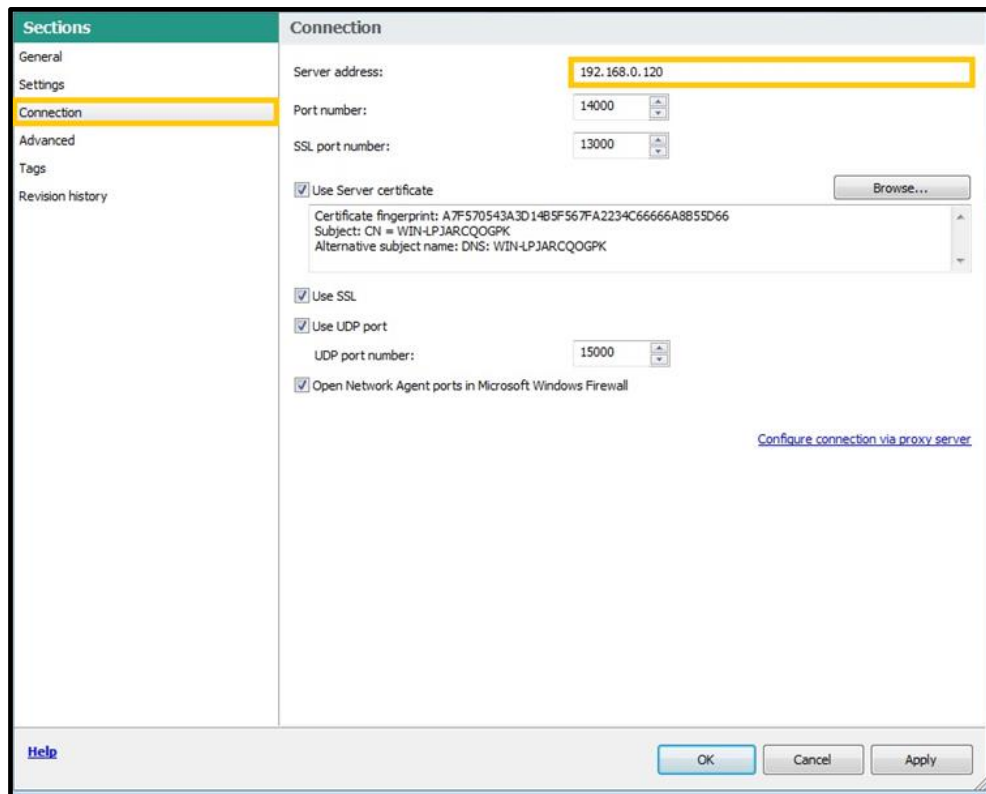 Sections
General
Settings
Connection
Advanced
Tags
Revision history
Connection
Server address: 192.168.0.120
Port number: 14000
SSL port number: 13000
Use Server certificate Browse...
Certificate fingerprint: A7F570543A3D14B5F567FA2234C66666A8B55D66
Subject: CN = WIN-LPJARCQOGPK
Alternative subject name: DNS: WIN-LPJARCQOGPK
Use SSL
Use UDP port
UDP port number: 15000
Open Network Agent ports in Microsoft Windows Firewall
Configure connection via proxy server
Help OK Cancel Apply